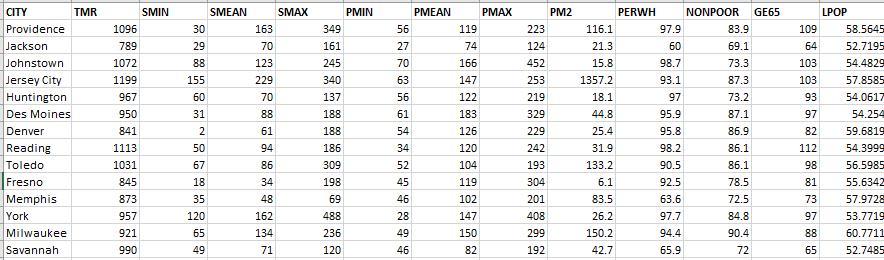 CITY TMR SMIN SMEAN SMAX PMIN PMEAN PMAX PM2 PERWH NONPOOR GE65 LPOP
Providence 1096 30 163 349 56 119 223 116.1 97.9 83.9 109 58.5645
Jackson 789 29 70 161 27 74 124 21.3 60 69.1 64 52.7195
Johnstown 1072 88 123 245 70 166 452 15.8 98.7 73.3 103 54.4829
Jersey City 1199 155 229 340 63 147 253 1357.2 93.1 87.3 103 57.8585
Huntington 967 60 70 137 56 122 219 18.1 97 73.2 93 54.0617
Des Moines 950 31 88 188 61 183 329 44.8 95.9 87.1 97 54.254
Denver 841 2 61 188 54 126 229 25.4 95.8 86.9 82 59.6819
Reading 1113 50 94 186 34 120 242 31.9 98.2 86.1 112 54.3999
Toledo 1031 67 86 309 52 104 193 133.2 90.5 86.1 98 56.5985
Fresno 845 18 34 198 45 119 304 6.1 92.5 78.5 81 55.6342
Memphis 873 35 48 69 46 102 201 83.5 63.6 72.5 73 57.9728
York 957 120 162 488 28 147 408 26.2 97.7 84.8 97 53.7719
Milwaukee 921 65 134 236 49 150 299 150.2 94.4 90.4 88 60.7711
Savannah 990 49 71 120 46 82 192 42.7 65.9 72 65 52.7485